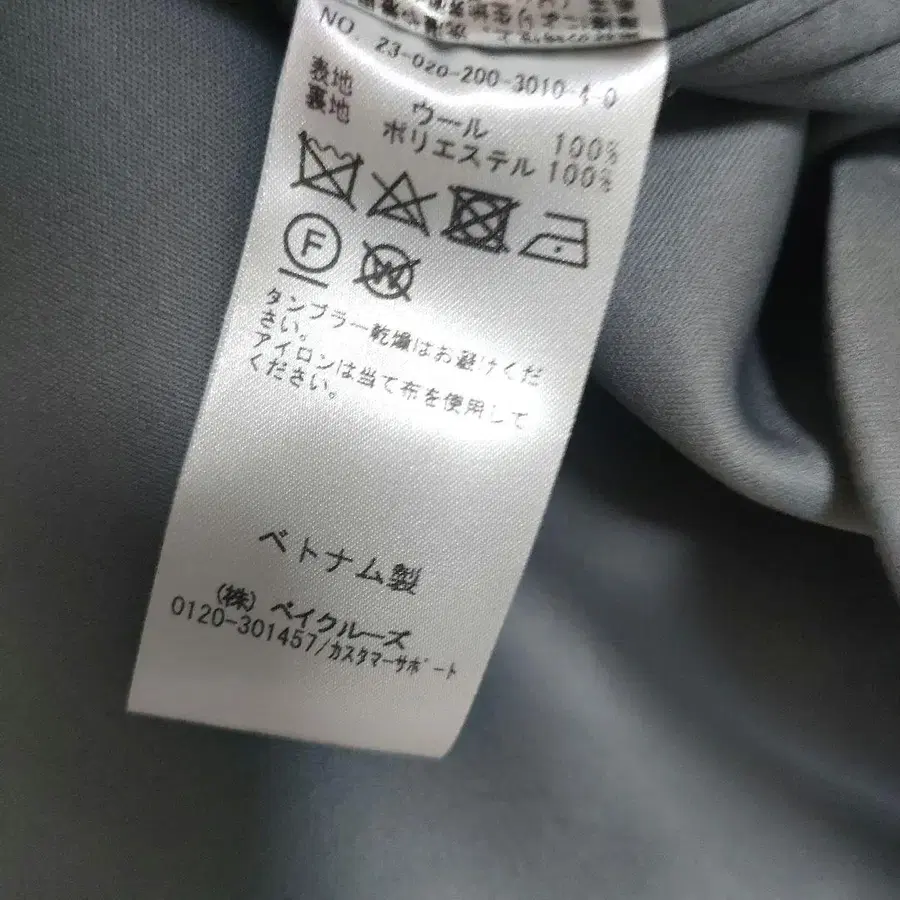 NO. 23-020-200-3010-4-0
表地 ウール 100%
裏地 ポリエステル 100%
F
W
タンブラー乾燥はお避けくだ
さい。
アイロンは当て布を使用して
ください。
ベトナム製
(株) ベイクルーズ
0120-301457/カスタマーサポート